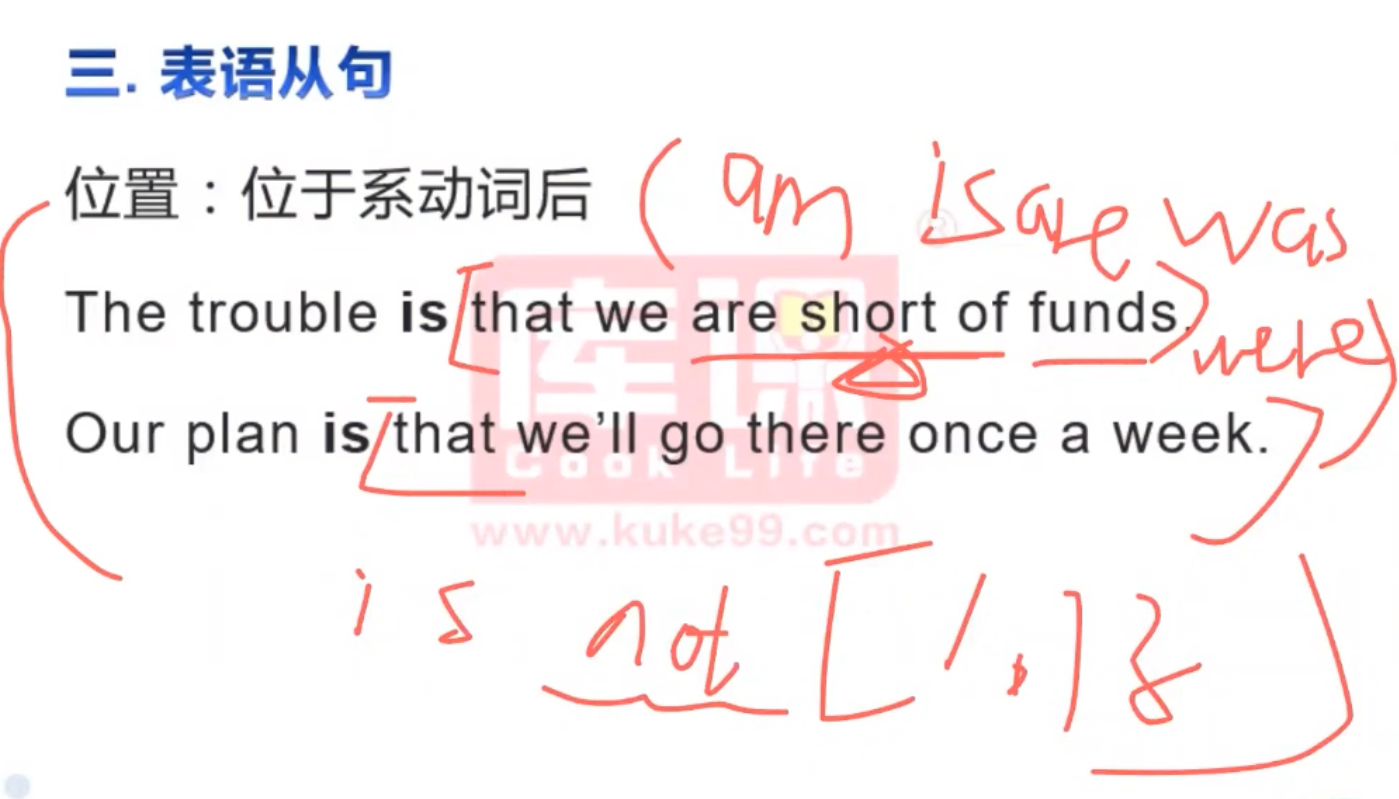 三. 表语从句
位置：位于系动词后
(am is are was
were)
The trouble is that we are short of funds.
Our plan is that we'll go there once a week.
库课
Cook Life
www.kuke99.com
is not